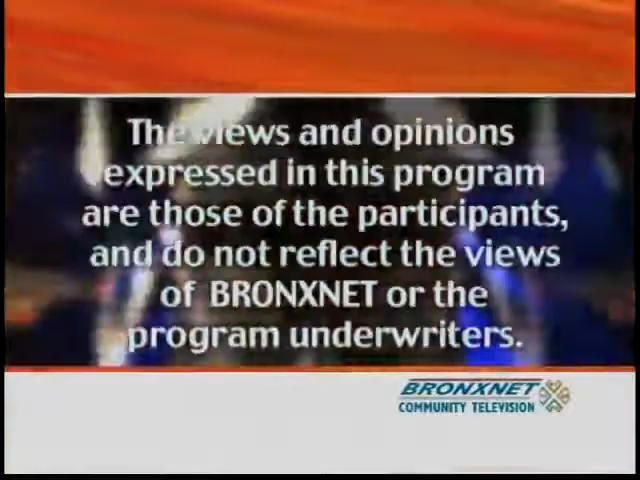 The views and opinions
expressed in this program
are those of the participants,
and do not reflect the views
of BRONXNET or the
program underwriters.
BRONXNET
COMMUNITY TELEVISION